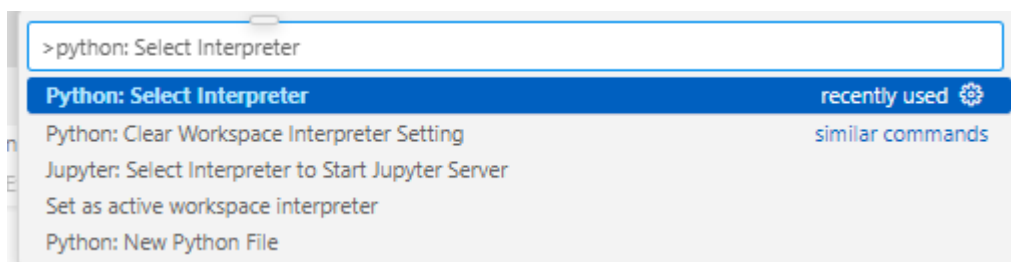 >python: Select Interpreter
Python: Select Interpreter recently used
Python: Clear Workspace Interpreter Setting similar commands
Jupyter: Select Interpreter to Start Jupyter Server
Set as active workspace interpreter
Python: New Python File